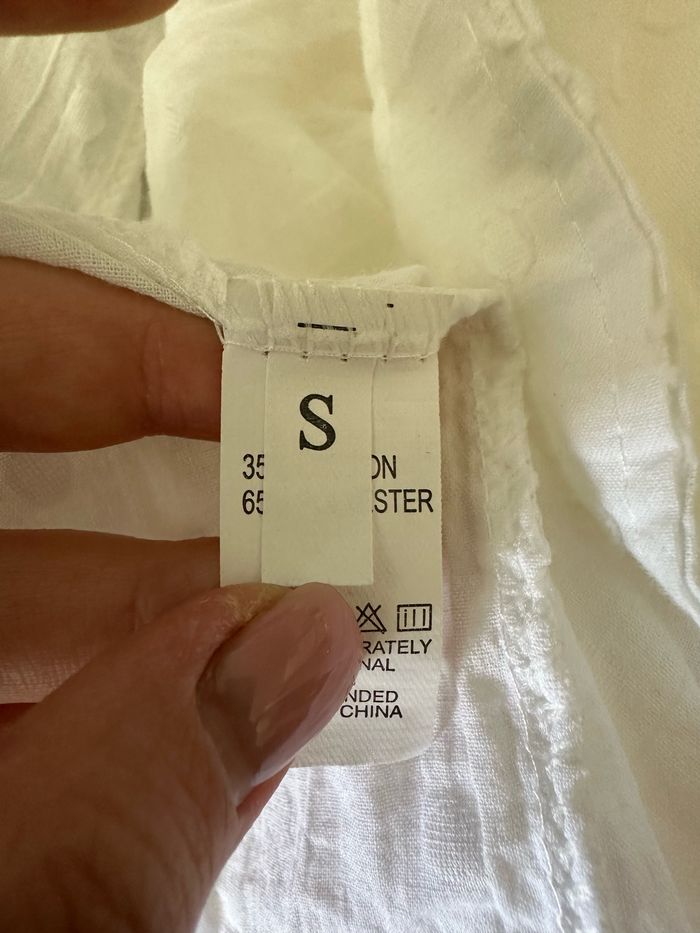 S
35 ON
65 STER
RATELY
NAL
NDED
CHINA